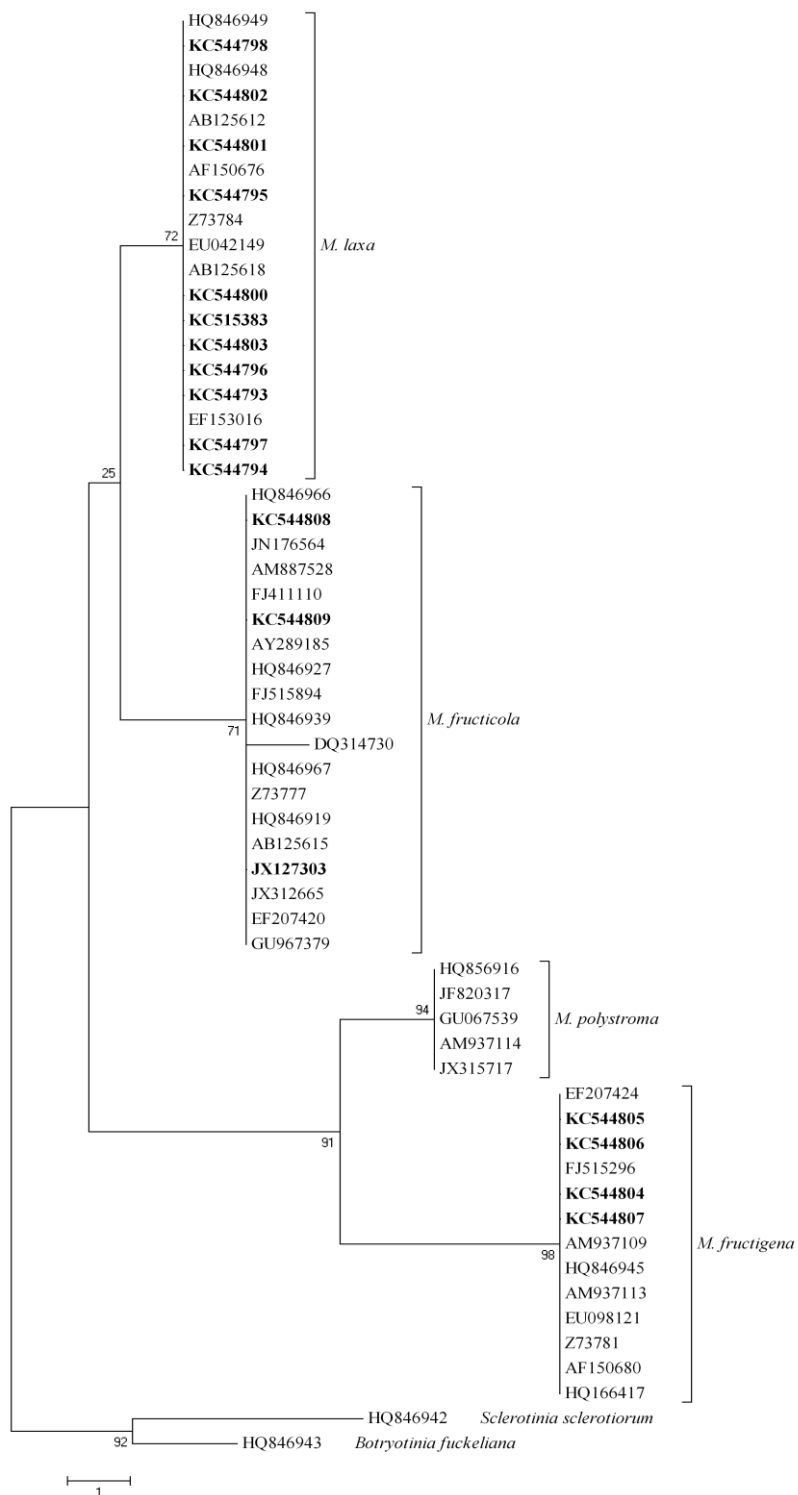 HQ846949
KC544798
HQ846948
KC544802
AB125612
KC544801
AF150676
KC544795
Z73784
72
EU042149
M. laxa
AB125618
KC544800
KC515383
KC544803
KC544796
KC544793
EF153016
KC544797
KC544794
25
HQ846966
KC544808
JN176564
AM887528
FJ411110
KC544809
AY289185
HQ846927
FJ515894
HQ846939
M. fructicola
71
DQ314730
HQ846967
Z73777
HQ846919
AB125615
JX127303
JX312665
EF207420
GU967379
HQ856916
JF820317
94
GU067539
M. polystroma
AM937114
JX315717
EF207424
KC544805
91
KC544806
FJ515296
KC544804
KC544807
AM937109
M. fructigena
98
HQ846945
AM937113
EU098121
Z73781
AF150680
HQ166417
HQ846942 Sclerotinia sclerotiorum
92
HQ846943 Botryotinia fuckeliana
1